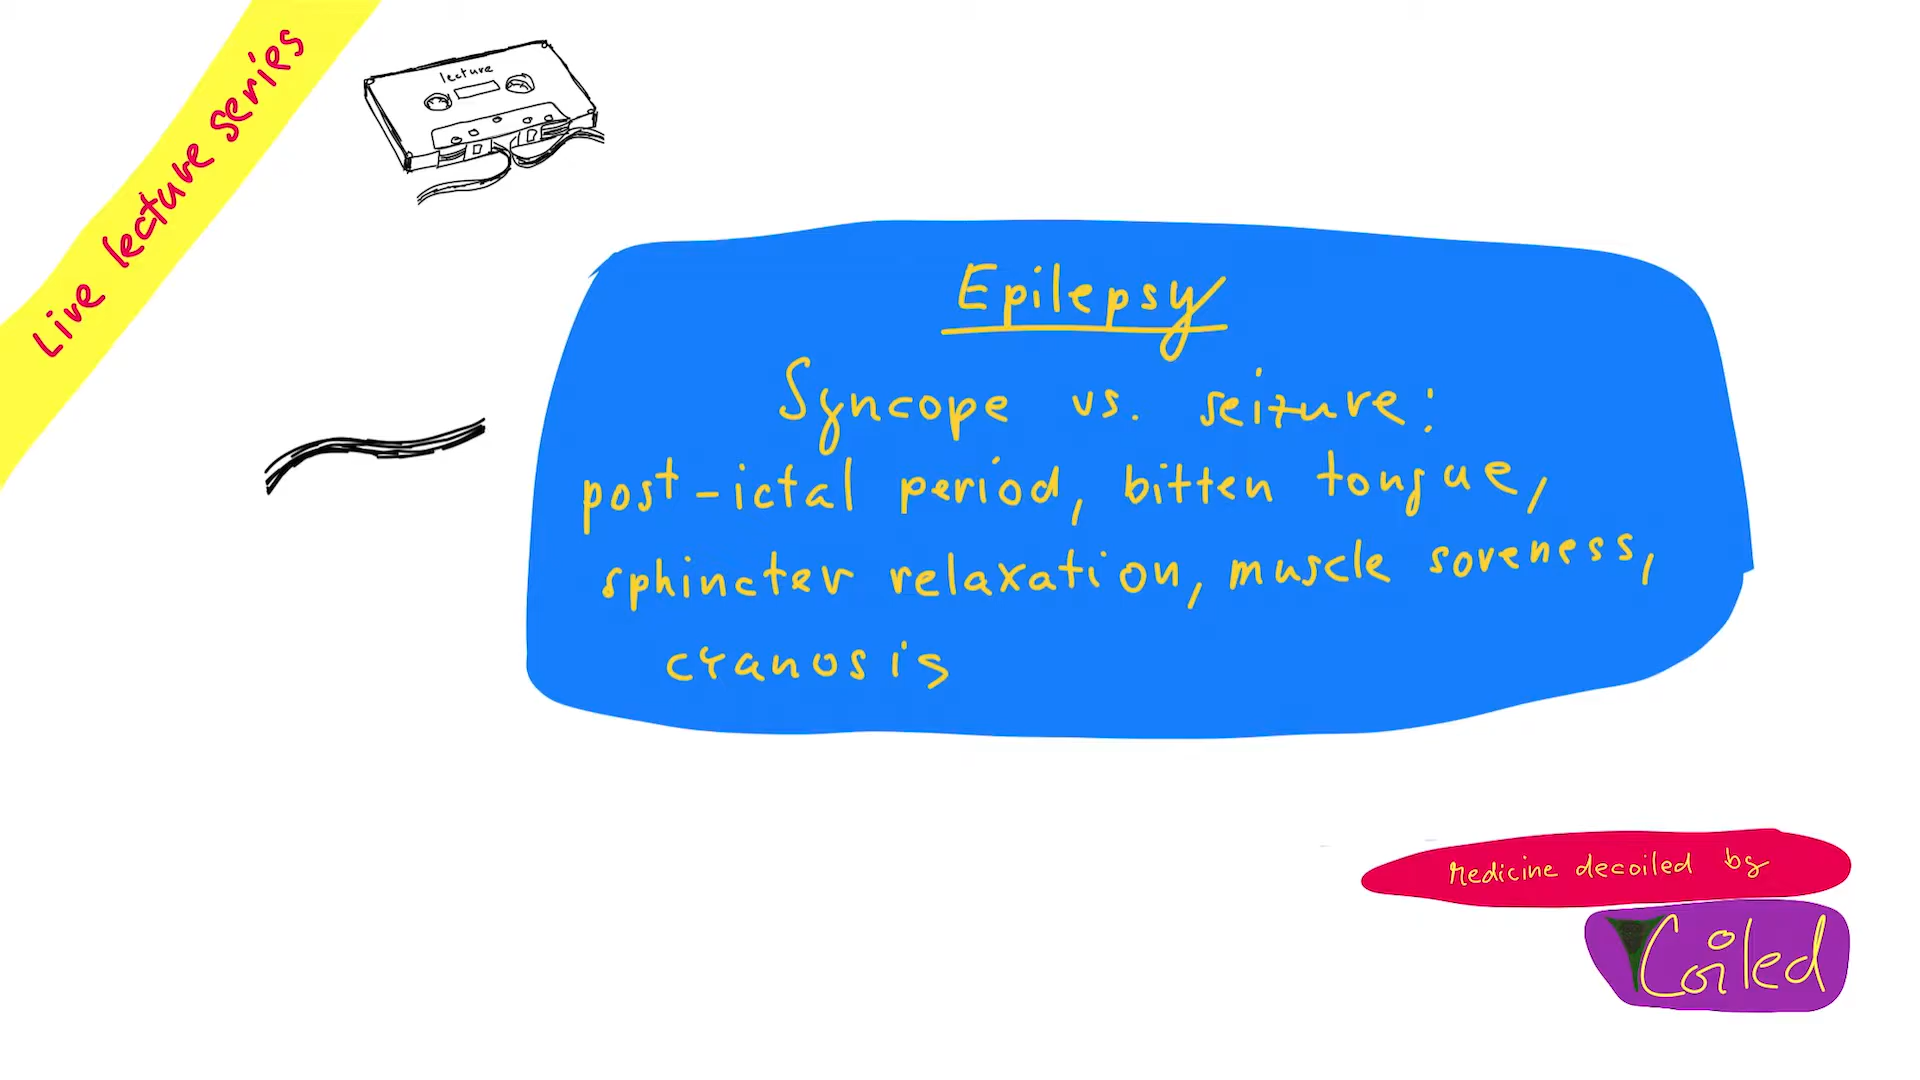 Live lecture series
lecture
Epilepsy
Syncope vs. seizure:
post-ictal period, bitten tongue,
sphincter relaxation, muscle soreness,
cyanosis
Medicine decoiled by
Coiled